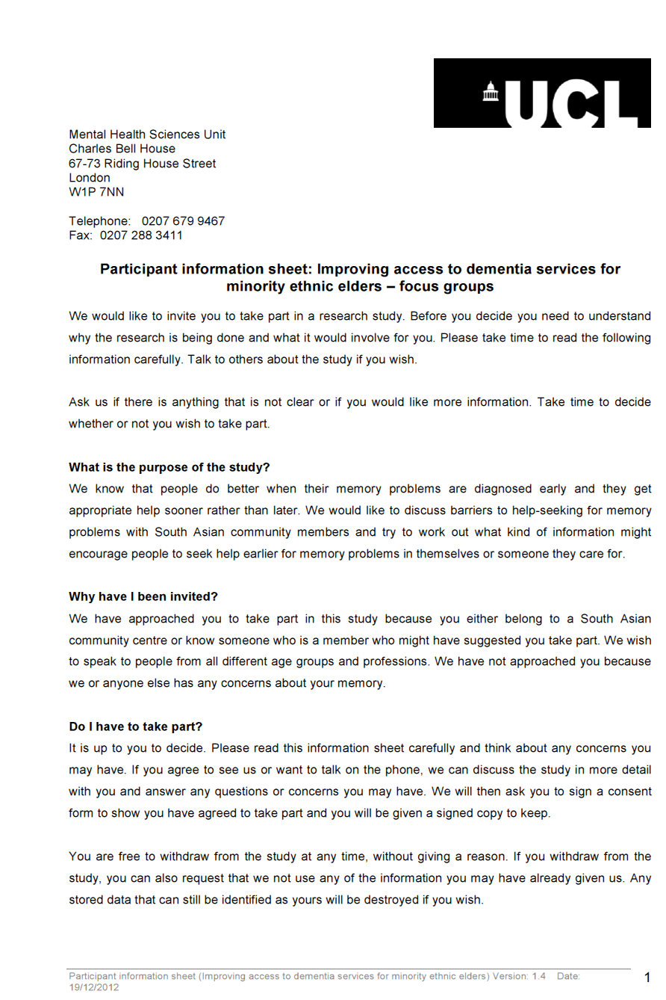 UCL
Mental Health Sciences Unit
Charles Bell House
67-73 Riding House Street
London
W1P 7NN
Telephone: 0207 679 9467
Fax: 0207 288 3411
Participant information sheet: Improving access to dementia services for
minority ethnic elders – focus groups
We would like to invite you to take part in a research study. Before you decide you need to understand
why the research is being done and what it would involve for you. Please take time to read the following
information carefully. Talk to others about the study if you wish.
Ask us if there is anything that is not clear or if you would like more information. Take time to decide
whether or not you wish to take part.
What is the purpose of the study?
We know that people do better when their memory problems are diagnosed early and they get
appropriate help sooner rather than later. We would like to discuss barriers to help-seeking for memory
problems with South Asian community members and try to work out what kind of information might
encourage people to seek help earlier for memory problems in themselves or someone they care for.
Why have I been invited?
We have approached you to take part in this study because you either belong to a South Asian
community centre or know someone who is a member who might have suggested you take part. We wish
to speak to people from all different age groups and professions. We have not approached you because
we or anyone else has any concerns about your memory.
Do I have to take part?
It is up to you to decide. Please read this information sheet carefully and think about any concerns you
may have. If you agree to see us or want to talk on the phone, we can discuss the study in more detail
with you and answer any questions or concerns you may have. We will then ask you to sign a consent
form to show you have agreed to take part and you will be given a signed copy to keep.
You are free to withdraw from the study at any time, without giving a reason. If you withdraw from the
study, you can also request that we not use any of the information you may have already given us. Any
stored data that can still be identified as yours will be destroyed if you wish.
Participant information sheet (Improving access to dementia services for minority ethnic elders) Version: 1.4 Date:
19/12/2012
1